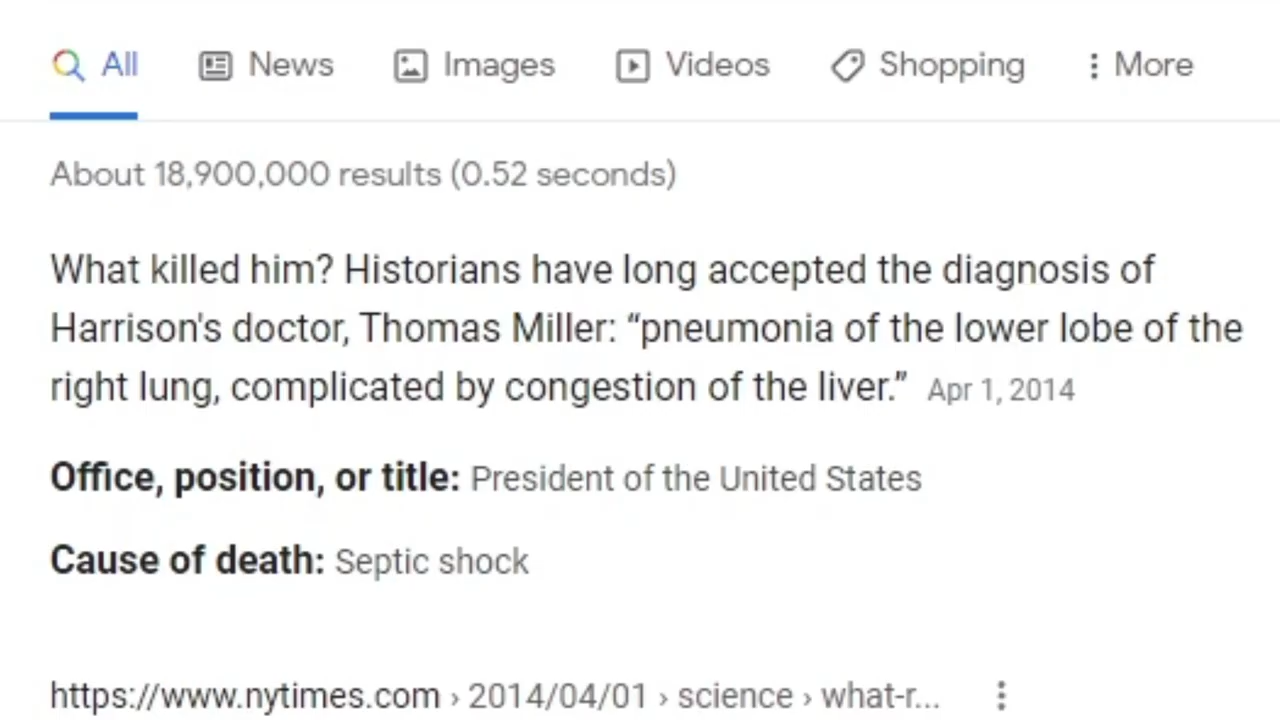 All News Images Videos Shopping More
About 18,900,000 results (0.52 seconds)
What killed him? Historians have long accepted the diagnosis of
Harrison's doctor, Thomas Miller: “pneumonia of the lower lobe of the
right lung, complicated by congestion of the liver.” Apr 1, 2014
Office, position, or title: President of the United States
Cause of death: Septic shock
https://www.nytimes.com › 2014/04/01 › science › what-r...